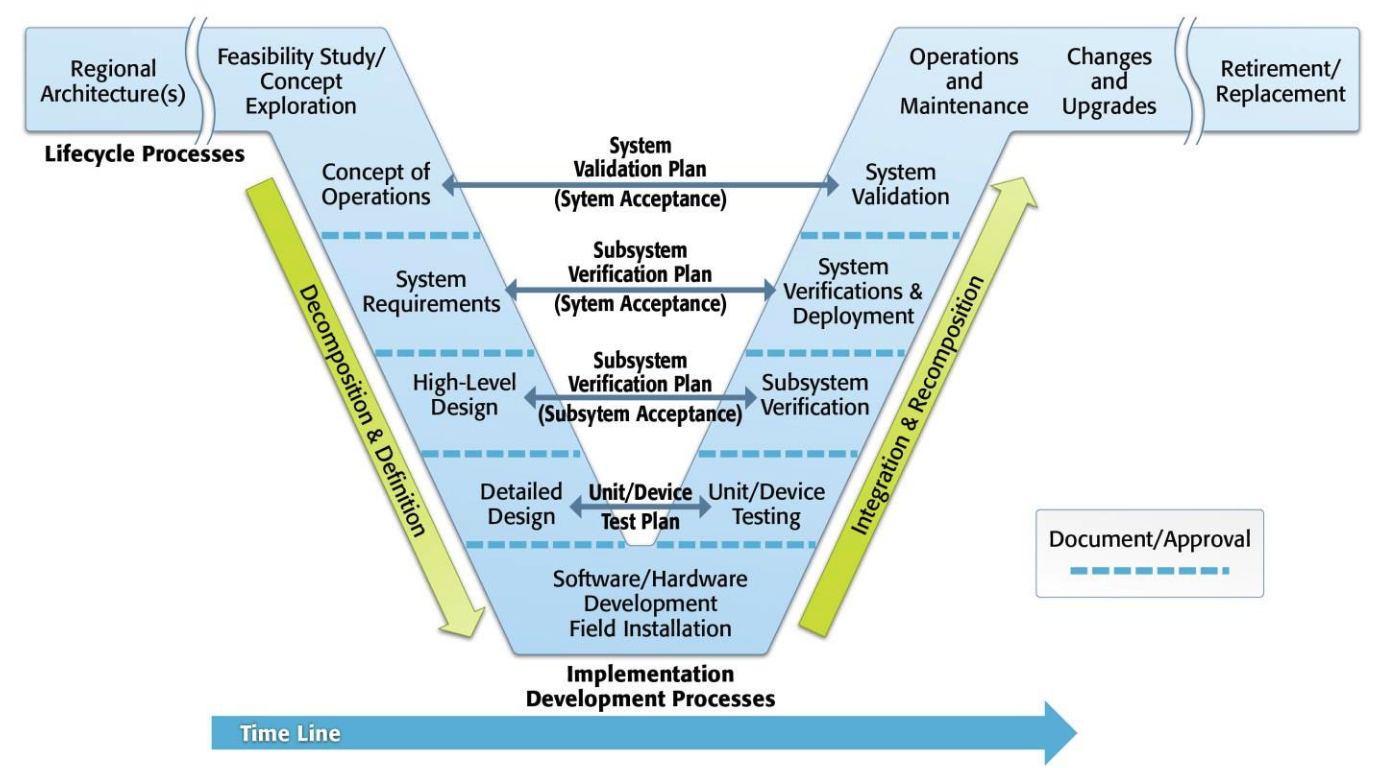 Regional
Architecture(s)
Feasibility Study/
Concept
Exploration
Operations
and
Maintenance
Changes
and
Upgrades
Retirement/
Replacement
Lifecycle Processes
Concept of
Operations
System
Validation Plan
(Sytem Acceptance)
System
Validation
System
Requirements
Subsystem
Verification Plan
(Sytem Acceptance)
System
Verifications &
Deployment
High-Level
Design
Subsystem
Verification Plan
(Subsytem Acceptance)
Subsystem
Verification
Detailed
Design
Unit/Device
Test Plan
Unit/Device
Testing
Decomposition & Definition
Integration & Recomposition
Document/Approval
Software/Hardware
Development
Field Installation
Implementation
Development Processes
Time Line